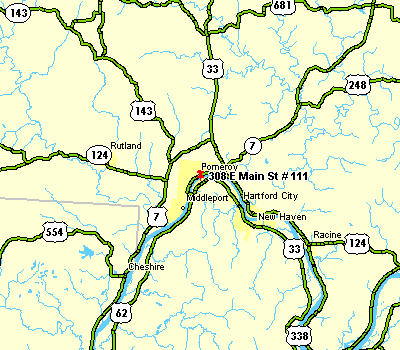 143
681
33
248
143
Rutland
7
124
Pomeroy
308 E Main St # 111
Middleport
Hartford City
7
New Haven
554
Racine
124
33
Cheshire
62
338